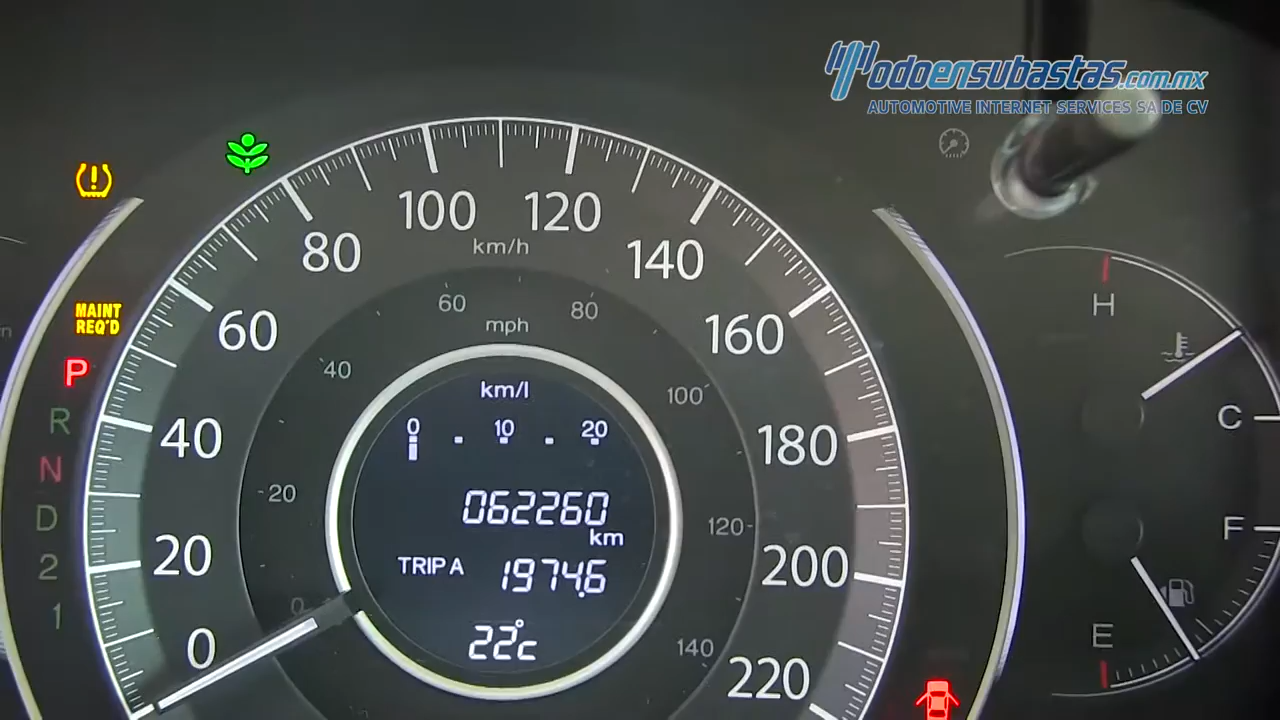 Todoensubastas.com.mx
AUTOMOTIVE INTERNET SERVICES SA DE CV
MAINT
REQ'D
P
R
N
D
2
1
0
20
40
60
80
100
120
140
160
180
200
220
km/h
0
20
40
60
80
100
120
140
mph
km/l
0 10 20
062260
km
TRIP A 1974.6
22°c
H
C
F
E